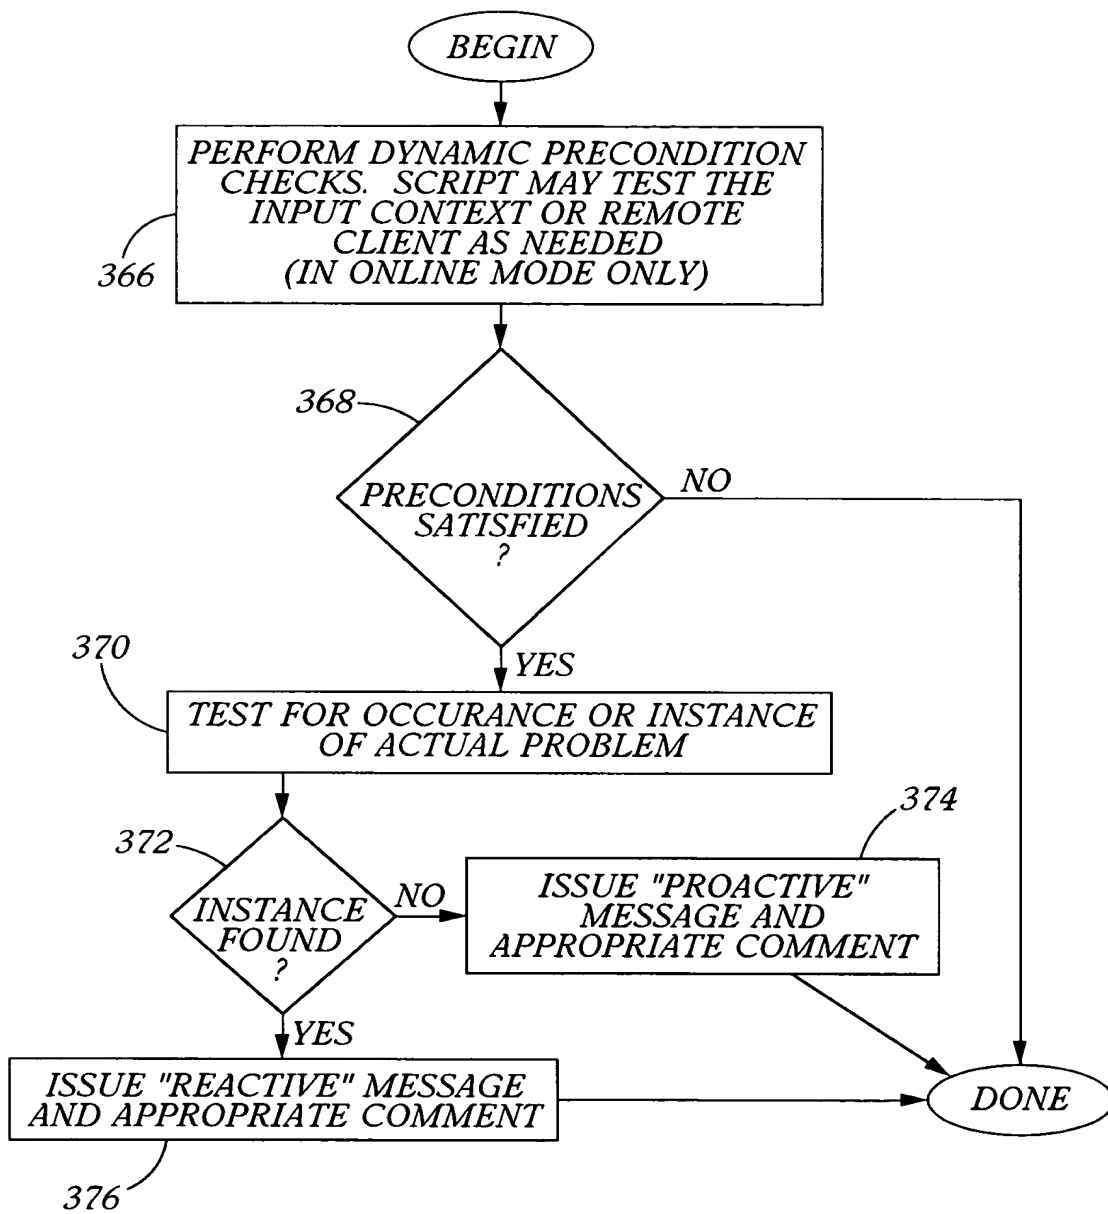 BEGIN
PERFORM DYNAMIC PRECONDITION
CHECKS. SCRIPT MAY TEST THE
INPUT CONTEXT OR REMOTE
CLIENT AS NEEDED
(IN ONLINE MODE ONLY)
366
368
PRECONDITIONS
SATISFIED
?
NO
YES
370
TEST FOR OCCURANCE OR INSTANCE
OF ACTUAL PROBLEM
372
INSTANCE
FOUND
?
NO
374
ISSUE "PROACTIVE"
MESSAGE AND
APPROPRIATE COMMENT
YES
ISSUE "REACTIVE" MESSAGE
AND APPROPRIATE COMMENT
376
DONE